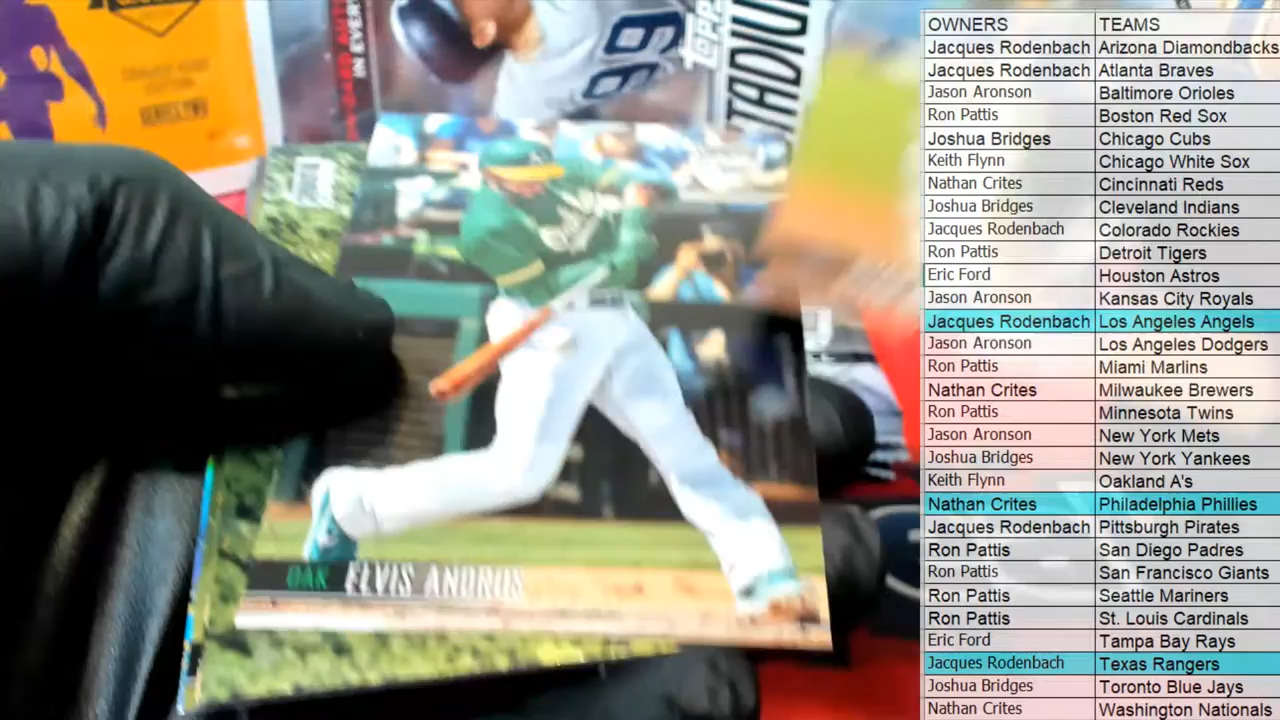 IN EVERY
99
TOPPS
STADIUM
SERIES TWO
OAK ELVIS ANDRUS
OWNERS TEAMS
Jacques Rodenbach Arizona Diamondbacks
Jacques Rodenbach Atlanta Braves
Jason Aronson Baltimore Orioles
Ron Pattis Boston Red Sox
Joshua Bridges Chicago Cubs
Keith Flynn Chicago White Sox
Nathan Crites Cincinnati Reds
Joshua Bridges Cleveland Indians
Jacques Rodenbach Colorado Rockies
Ron Pattis Detroit Tigers
Eric Ford Houston Astros
Jason Aronson Kansas City Royals
Jacques Rodenbach Los Angeles Angels
Jason Aronson Los Angeles Dodgers
Ron Pattis Miami Marlins
Nathan Crites Milwaukee Brewers
Ron Pattis Minnesota Twins
Jason Aronson New York Mets
Joshua Bridges New York Yankees
Keith Flynn Oakland A's
Nathan Crites Philadelphia Phillies
Jacques Rodenbach Pittsburgh Pirates
Ron Pattis San Diego Padres
Ron Pattis San Francisco Giants
Ron Pattis Seattle Mariners
Ron Pattis St. Louis Cardinals
Eric Ford Tampa Bay Rays
Jacques Rodenbach Texas Rangers
Joshua Bridges Toronto Blue Jays
Nathan Crites Washington Nationals